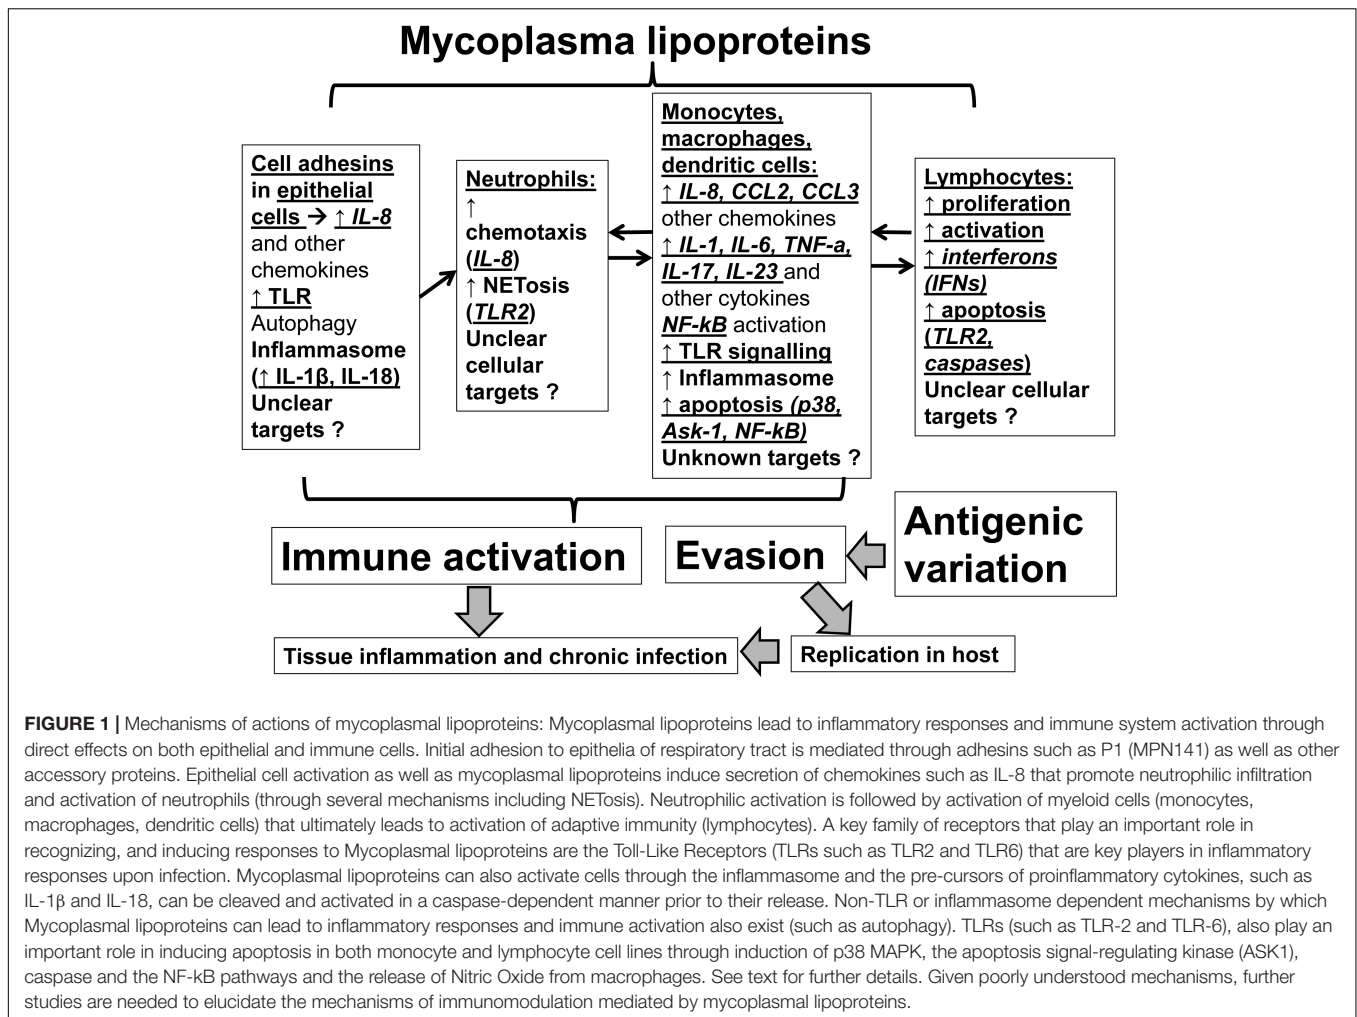 Mycoplasma lipoproteins
Cell adhesins
in epithelial
cells → ↑ IL-8
and other
chemokines
↑ TLR
Autophagy
Inflammasome
(↑ IL-1β, IL-18)
Unclear
targets ?
Neutrophils:
↑
chemotaxis
(IL-8)
↑ NETosis
(TLR2)
Unclear
cellular
targets ?
Monocytes,
macrophages,
dendritic cells:
↑ IL-8, CCL2, CCL3
other chemokines
↑ IL-1, IL-6, TNF-a,
IL-17, IL-23 and
other cytokines
NF-kB activation
↑ TLR signalling
↑ Inflammasome
↑ apoptosis (p38,
Ask-1, NF-kB)
Unknown targets ?
Lymphocytes:
↑ proliferation
↑ activation
↑ interferons
(IFNs)
↑ apoptosis
(TLR2,
caspases)
Unclear cellular
targets ?
Immune activation
Evasion
Antigenic
variation
Tissue inflammation and chronic infection
Replication in host
FIGURE 1 | Mechanisms of actions of mycoplasmal lipoproteins: Mycoplasmal lipoproteins lead to inflammatory responses and immune system activation through
direct effects on both epithelial and immune cells. Initial adhesion to epithelia of respiratory tract is mediated through adhesins such as P1 (MPN141) as well as other
accessory proteins. Epithelial cell activation as well as mycoplasmal lipoproteins induce secretion of chemokines such as IL-8 that promote neutrophilic infiltration
and activation of neutrophils (through several mechanisms including NETosis). Neutrophilic activation is followed by activation of myeloid cells (monocytes,
macrophages, dendritic cells) that ultimately leads to activation of adaptive immunity (lymphocytes). A key family of receptors that play an important role in
recognizing, and inducing responses to Mycoplasmal lipoproteins are the Toll-Like Receptors (TLRs such as TLR2 and TLR6) that are key players in inflammatory
responses upon infection. Mycoplasmal lipoproteins can also activate cells through the inflammasome and the pre-cursors of proinflammatory cytokines, such as
IL-1β and IL-18, can be cleaved and activated in a caspase-dependent manner prior to their release. Non-TLR or inflammasome dependent mechanisms by which
Mycoplasmal lipoproteins can lead to inflammatory responses and immune activation also exist (such as autophagy). TLRs (such as TLR-2 and TLR-6), also play an
important role in inducing apoptosis in both monocyte and lymphocyte cell lines through induction of p38 MAPK, the apoptosis signal-regulating kinase (ASK1),
caspase and the NF-kB pathways and the release of Nitric Oxide from macrophages. See text for further details. Given poorly understood mechanisms, further
studies are needed to elucidate the mechanisms of immunomodulation mediated by mycoplasmal lipoproteins.